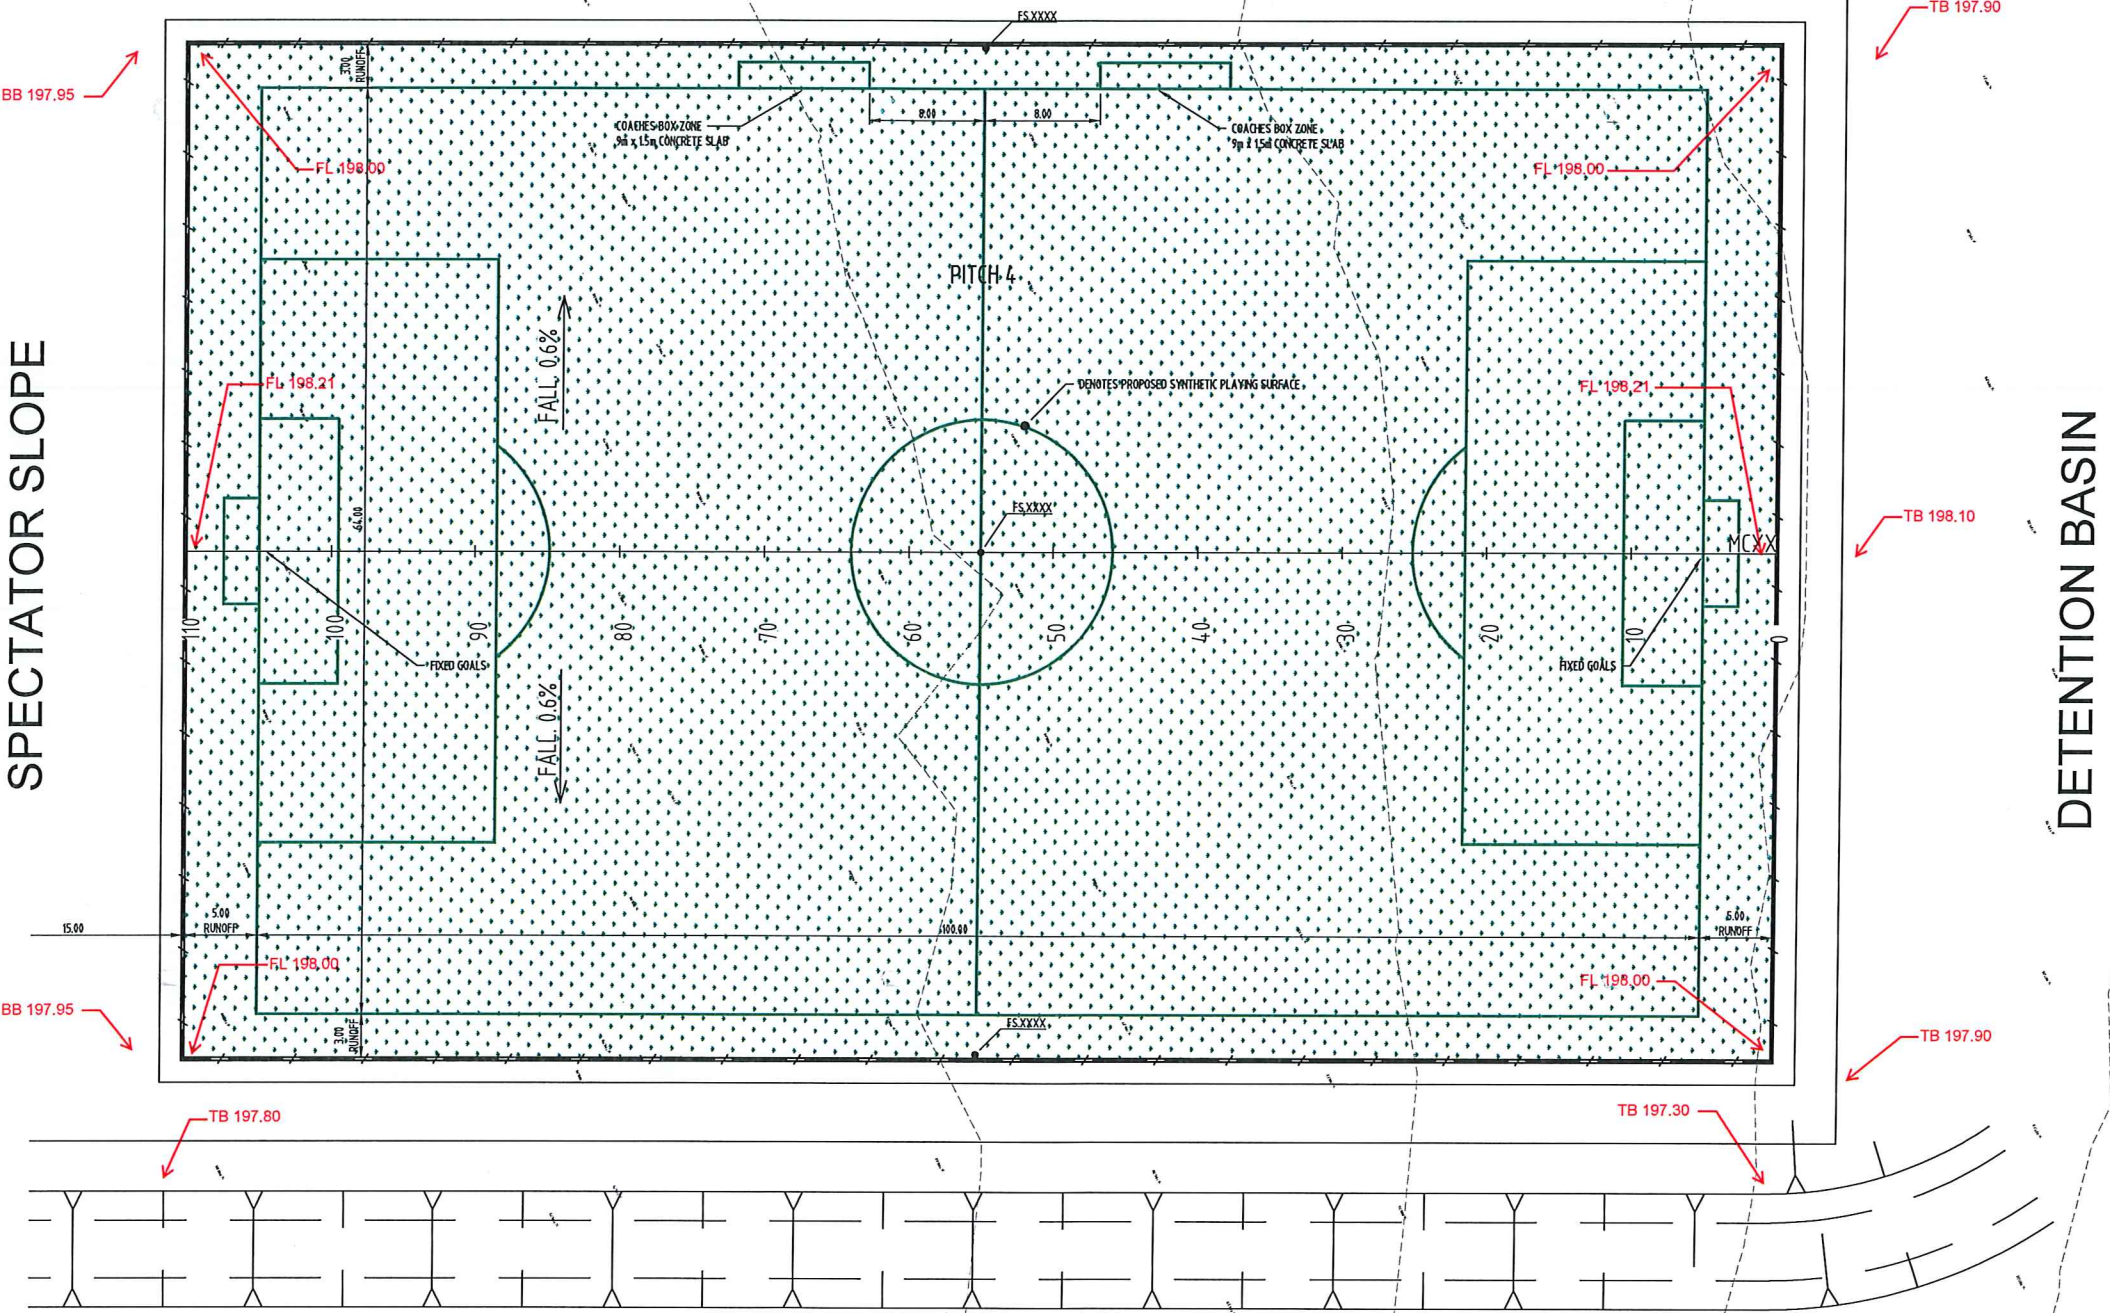 FS.XXXX
TB 197.90
BB 197.95
3.00
RUNOFF
COACHES BOX ZONE
9m x 1.5m CONCRETE SLAB
8.00
8.00
COACHES BOX ZONE
9m x 1.5m CONCRETE SLAB
FL 198.00
FL 198.00
PITCH 4
FALL 0.6%
FL 198.21
DENOTES PROPOSED SYNTHETIC PLAYING SURFACE
FL 198.21
SPECTATOR SLOPE
DETENTION BASIN
64.00
FS.XXXX
TB 198.10
MCXX
110
100
90
80
70
60
50
40
30
20
10
0
FIXED GOALS
FIXED GOALS
FALL 0.6%
15.00
5.00
RUNOFF
100.00
5.00
RUNOFF
FL 198.00
FL 198.00
BB 197.95
3.00
RUNOFF
FS.XXXX
TB 197.90
TB 197.80
TB 197.30